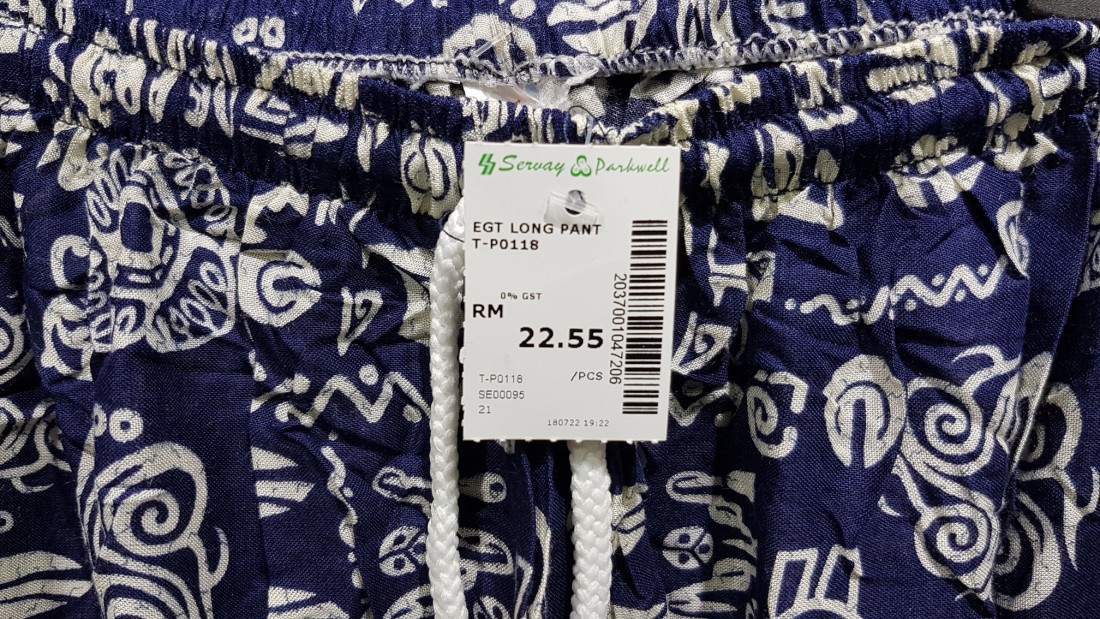 Servay Parkwell
EGT LONG PANT
T-P0118
0% GST
RM
22.55
/PCS
T-P0118
SE00095
21
180722 19:22
2037001047206